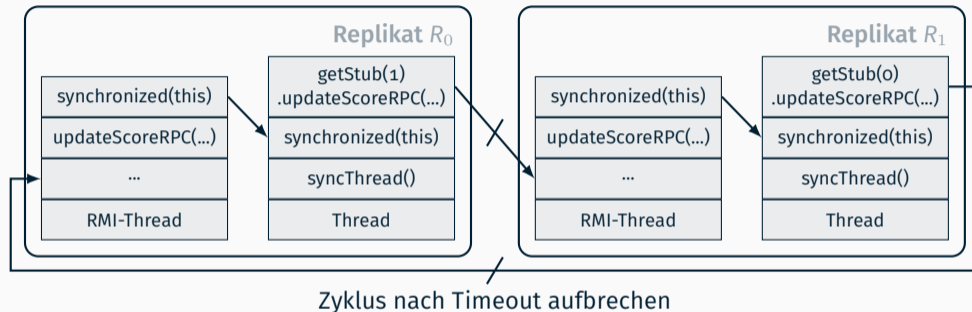 Replikat R₀
synchronized(this)
updateScoreRPC(...)
...
RMI-Thread
getStub(1)
.updateScoreRPC(...)
synchronized(this)
syncThread()
Thread
Replikat R₁
synchronized(this)
updateScoreRPC(...)
...
RMI-Thread
getStub(0)
.updateScoreRPC(...)
synchronized(this)
syncThread()
Thread
Zyklus nach Timeout aufbrechen